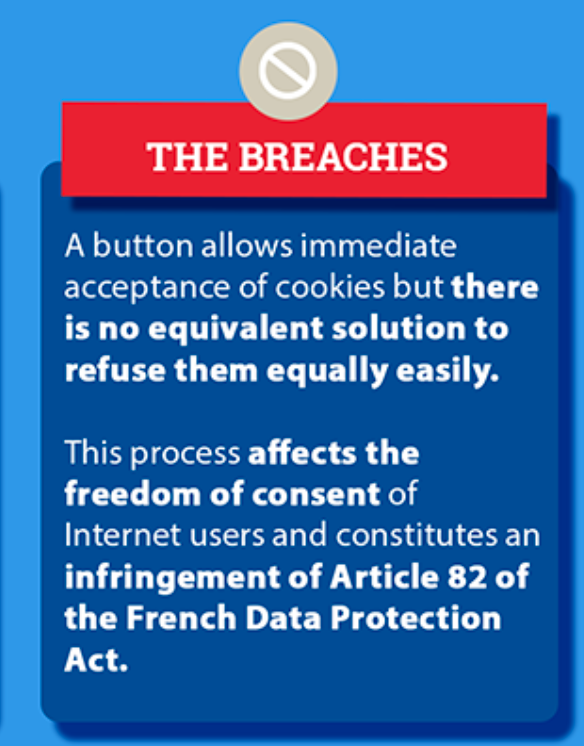 THE BREACHES
A button allows immediate
acceptance of cookies but there
is no equivalent solution to
refuse them equally easily.
This process affects the
freedom of consent of
Internet users and constitutes an
infringement of Article 82 of
the French Data Protection
Act.